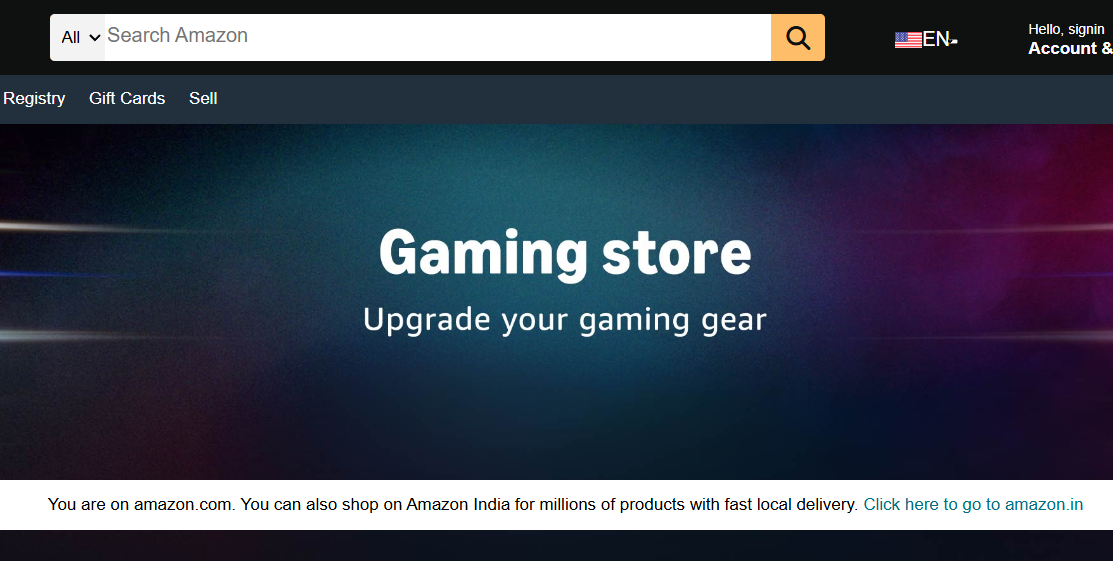 All
Search Amazon
EN
Hello, signin
Account &
Registry Gift Cards Sell
Gaming store
Upgrade your gaming gear
You are on amazon.com. You can also shop on Amazon India for millions of products with fast local delivery. Click here to go to amazon.in